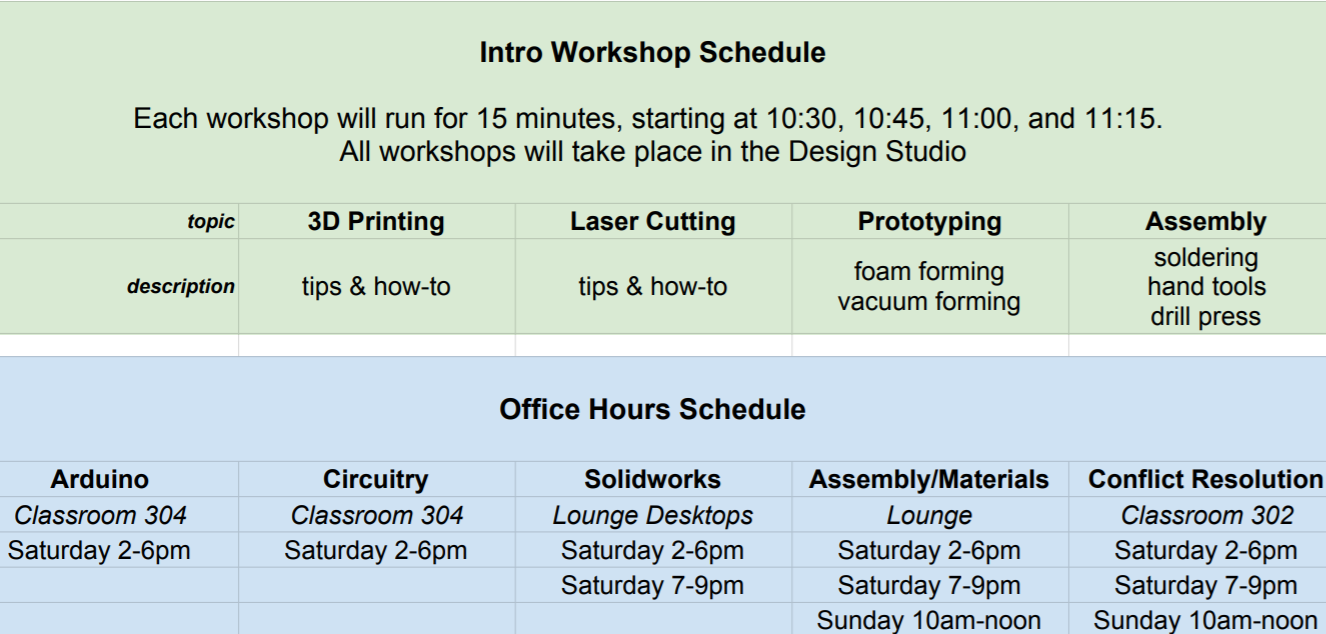 Intro Workshop Schedule
Each workshop will run for 15 minutes, starting at 10:30, 10:45, 11:00, and 11:15.
All workshops will take place in the Design Studio
topic 3D Printing Laser Cutting Prototyping Assembly
description tips & how-to tips & how-to foam forming vacuum forming soldering hand tools drill press
Office Hours Schedule
Arduino Circuitry Solidworks Assembly/Materials Conflict Resolution
Classroom 304 Classroom 304 Lounge Desktops Lounge Classroom 302
Saturday 2-6pm Saturday 2-6pm Saturday 2-6pm Saturday 2-6pm Saturday 2-6pm
Saturday 7-9pm Saturday 7-9pm Saturday 7-9pm
Sunday 10am-noon Sunday 10am-noon